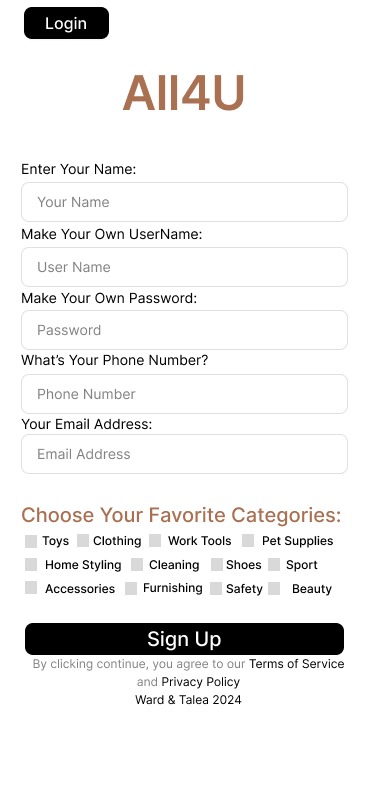 Login
All4U
Enter Your Name:
Your Name
Make Your Own UserName:
User Name
Make Your Own Password:
Password
What's Your Phone Number?
Phone Number
Your Email Address:
Email Address
Choose Your Favorite Categories:
Toys Clothing Work Tools Pet Supplies
Home Styling Cleaning Shoes Sport
Accessories Furnishing Safety Beauty
Sign Up
By clicking continue, you agree to our Terms of Service
and Privacy Policy
Ward & Talea 2024